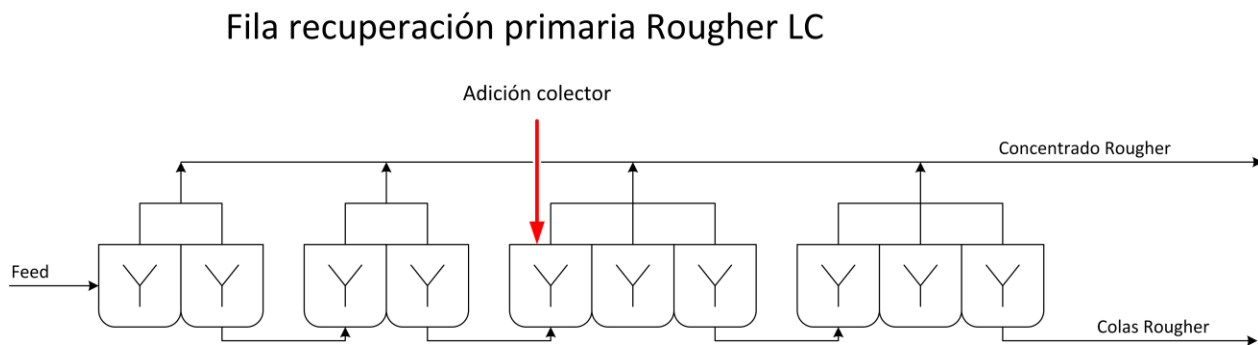 Fila recuperación primaria Rougher LC
Adición colector
Concentrado Rougher
Feed
Colas Rougher